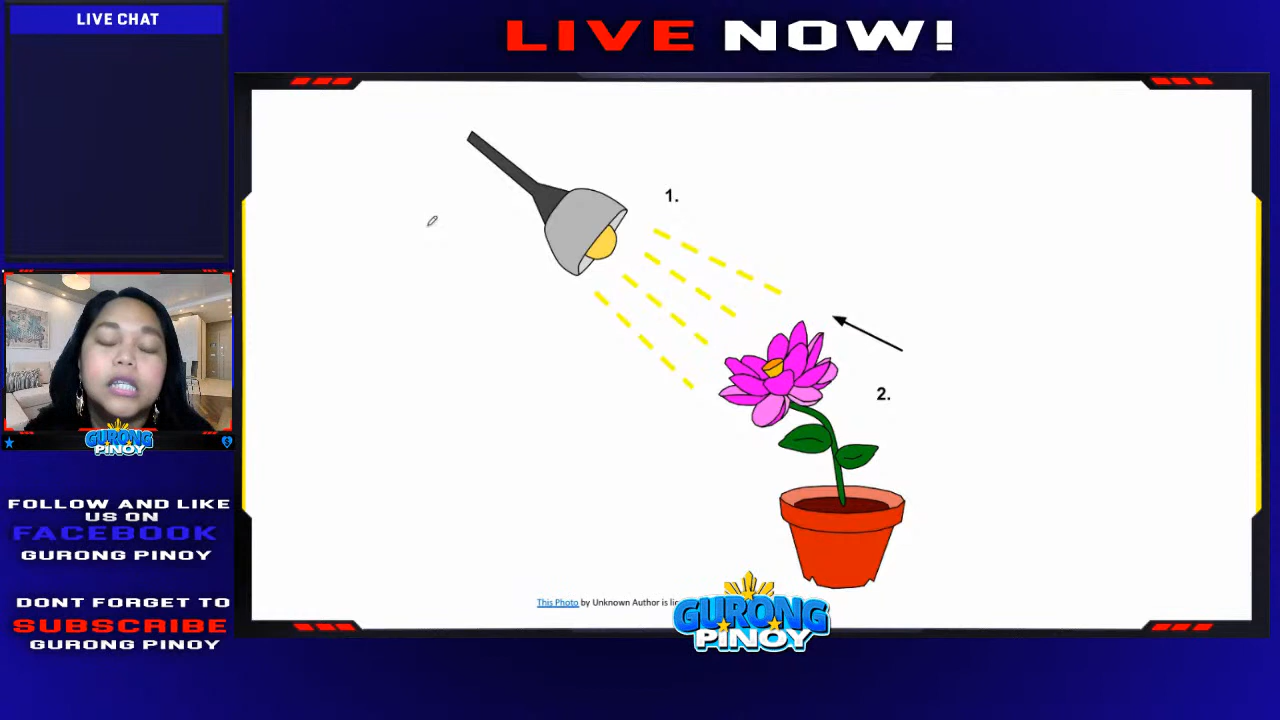 LIVE CHAT
LIVE NOW!
1.
2.
GURONG
PINOY
FOLLOW AND LIKE
US ON
FACEBOOK
GURONG PINOY
DONT FORGET TO
SUBSCRIBE
GURONG PINOY
This Photo by Unknown Author is lic
GURONG
PINOY